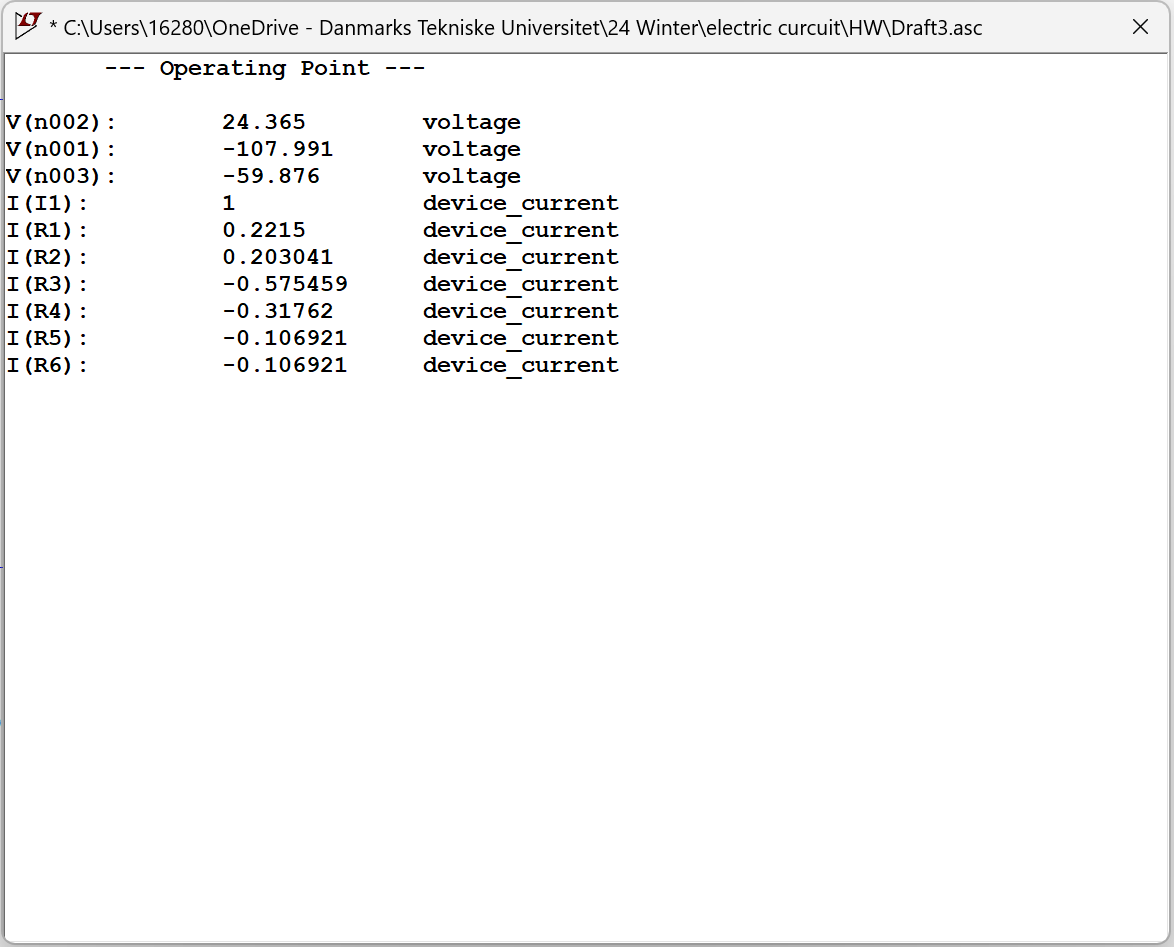 * C:\Users\16280\OneDrive - Danmarks Tekniske Universitet\24 Winter\electric curcuit\HW\Draft3.asc
--- Operating Point ---
V(n002): 24.365 voltage
V(n001): -107.991 voltage
V(n003): -59.876 voltage
I(I1): 1 device_current
I(R1): 0.2215 device_current
I(R2): 0.203041 device_current
I(R3): -0.575459 device_current
I(R4): -0.31762 device_current
I(R5): -0.106921 device_current
I(R6): -0.106921 device_current